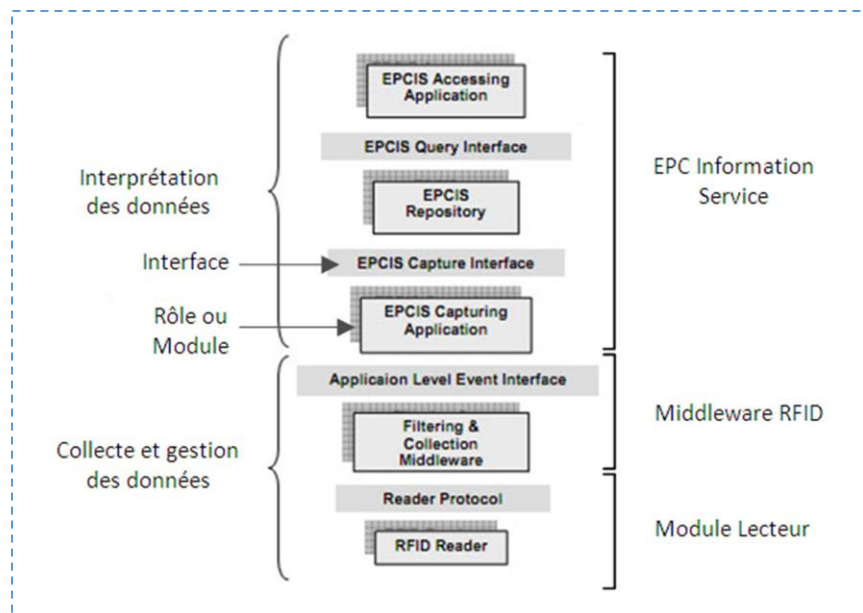 EPCIS Accessing
Application
EPCIS Query Interface
EPCIS
Repository
EPCIS Capture Interface
EPCIS Capturing
Application
Applicaion Level Event Interface
Filtering &
Collection
Middleware
Reader Protocol
RFID Reader
Interprétation
des données
Interface
Rôle ou
Module
Collecte et gestion
des données
EPC Information
Service
Middleware RFID
Module Lecteur